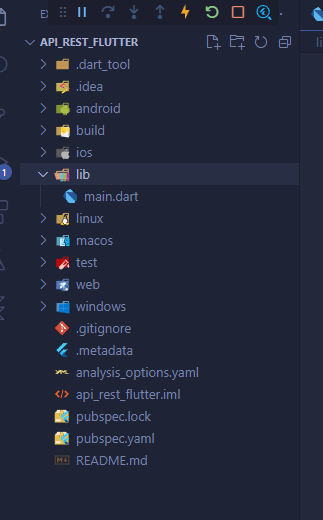 API_REST_FLUTTER
.dart_tool
.idea
android
build
ios
lib
main.dart
linux
macos
test
web
windows
.gitignore
.metadata
analysis_options.yaml
api_rest_flutter.iml
pubspec.lock
pubspec.yaml
README.md
1